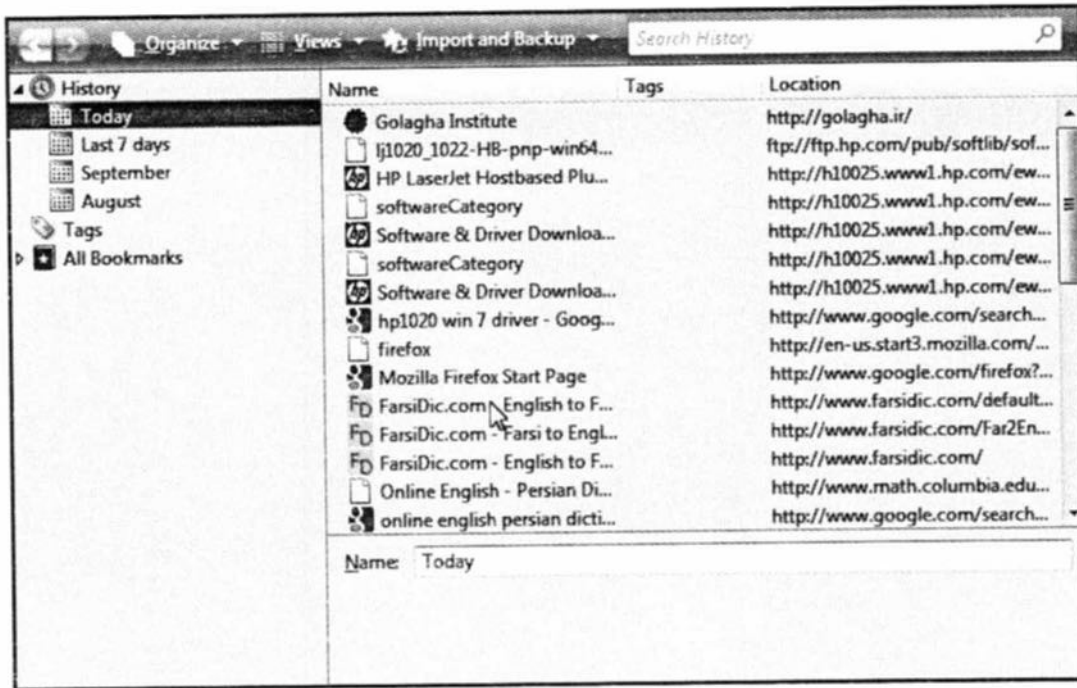 Organize Views Import and Backup Search History
History
Today
Last 7 days
September
August
Tags
All Bookmarks
Name Tags Location
Golagha Institute http://golagha.ir/
lj1020_1022-HB-pnp-win64... ftp://ftp.hp.com/pub/softlib/sof...
HP LaserJet Hostbased Plu... http://h10025.www1.hp.com/ew...
softwareCategory http://h10025.www1.hp.com/ew...
Software & Driver Downloa... http://h10025.www1.hp.com/ew...
softwareCategory http://h10025.www1.hp.com/ew...
Software & Driver Downloa... http://h10025.www1.hp.com/ew...
hp1020 win 7 driver - Goog... http://www.google.com/search...
firefox http://en-us.start3.mozilla.com/...
Mozilla Firefox Start Page http://www.google.com/firefox?...
FD FarsiDic.com - English to F... http://www.farsidic.com/default...
FD FarsiDic.com - Farsi to Engl... http://www.farsidic.com/Far2En...
FD FarsiDic.com - English to F... http://www.farsidic.com/
Online English - Persian Di... http://www.math.columbia.edu...
online english persian dicti... http://www.google.com/search...
Name: Today